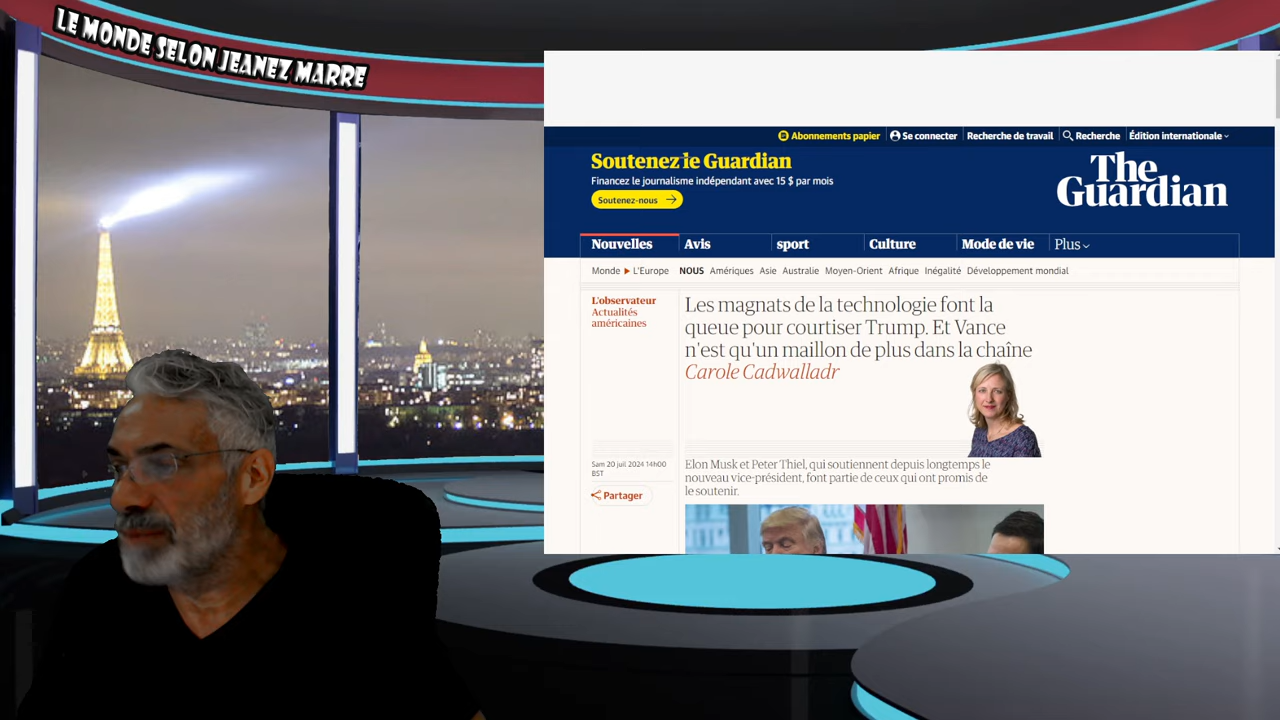 LE MONDE SELON JEANEZ MARRE
Abonnements papier
Se connecter
Recherche de travail
Recherche
Édition internationale
Soutenez le Guardian
Financez le journalisme indépendant avec 15 $ par mois
Soutenez-nous
The
Guardian
Nouvelles
Avis
sport
Culture
Mode de vie
Plus
Monde
L'Europe
NOUS
Amériques
Asie
Australie
Moyen-Orient
Afrique
Inégalité
Développement mondial
L'observateur
Actualités
américaines
Les magnats de la technologie font la
queue pour courtiser Trump. Et Vance
n'est qu'un maillon de plus dans la chaîne
Carole Cadwalladr
Sam 20 juil 2024 14h00
BST
Partager
Elon Musk et Peter Thiel, qui soutiennent depuis longtemps le
nouveau vice-président, font partie de ceux qui ont promis de
le soutenir.